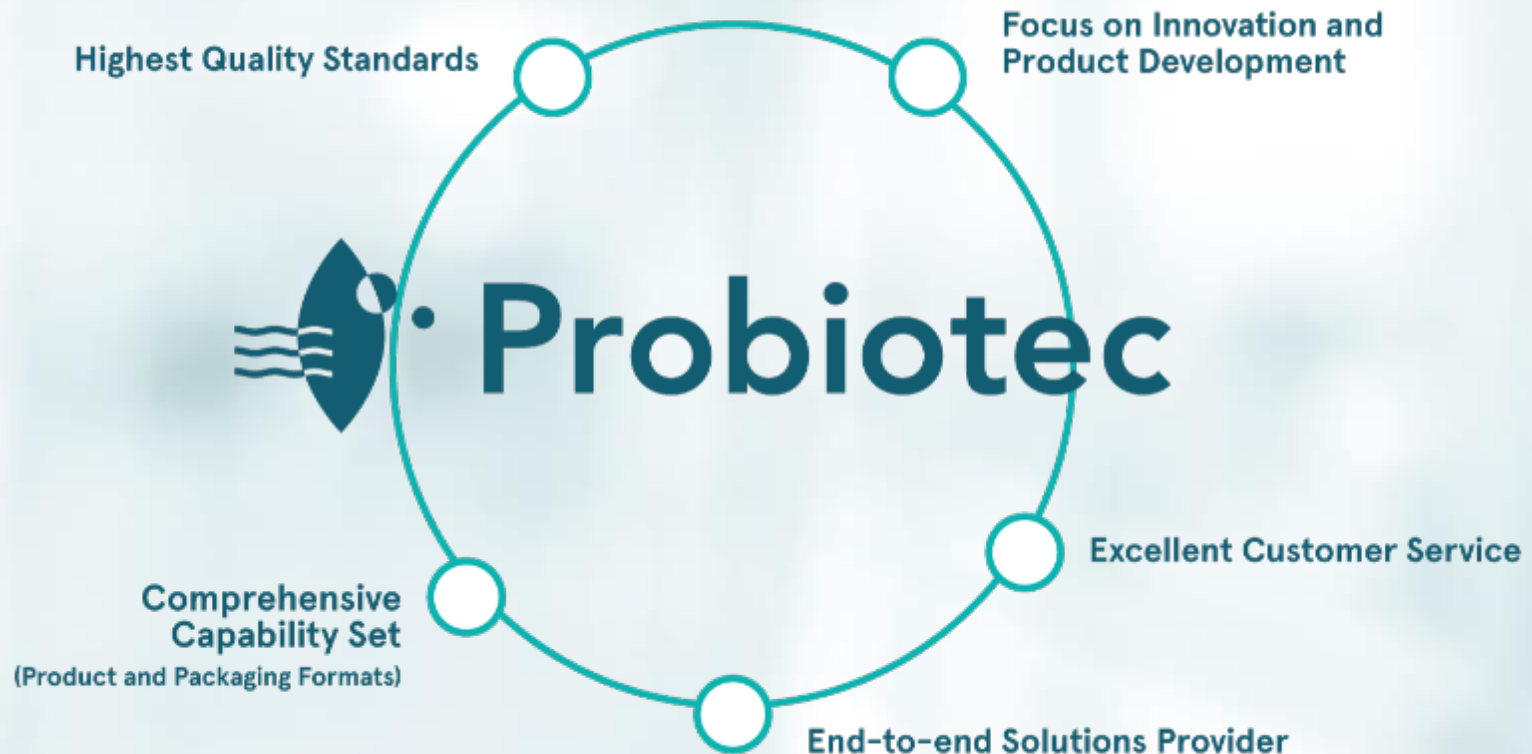 Highest Quality Standards
Focus on Innovation and
Product Development
Probiotec
Excellent Customer Service
Comprehensive
Capability Set
(Product and Packaging Formats)
End-to-end Solutions Provider